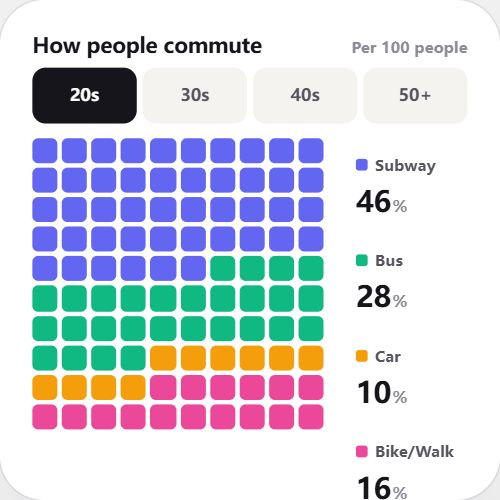 How people commute
Per 100 people
20s
30s
40s
50+
Subway
46%
Bus
28%
Car
10%
Bike/Walk
16%